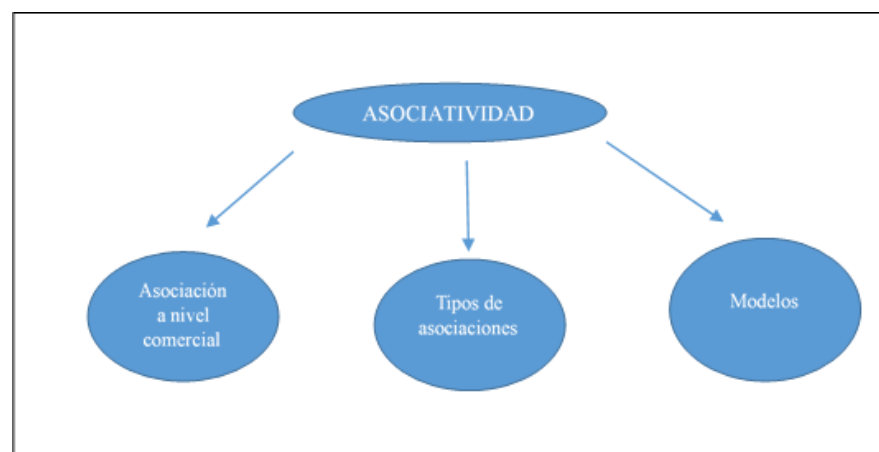 ASOCIATIVIDAD
Asociación
a nivel
comercial
Tipos de
asociaciones
Modelos